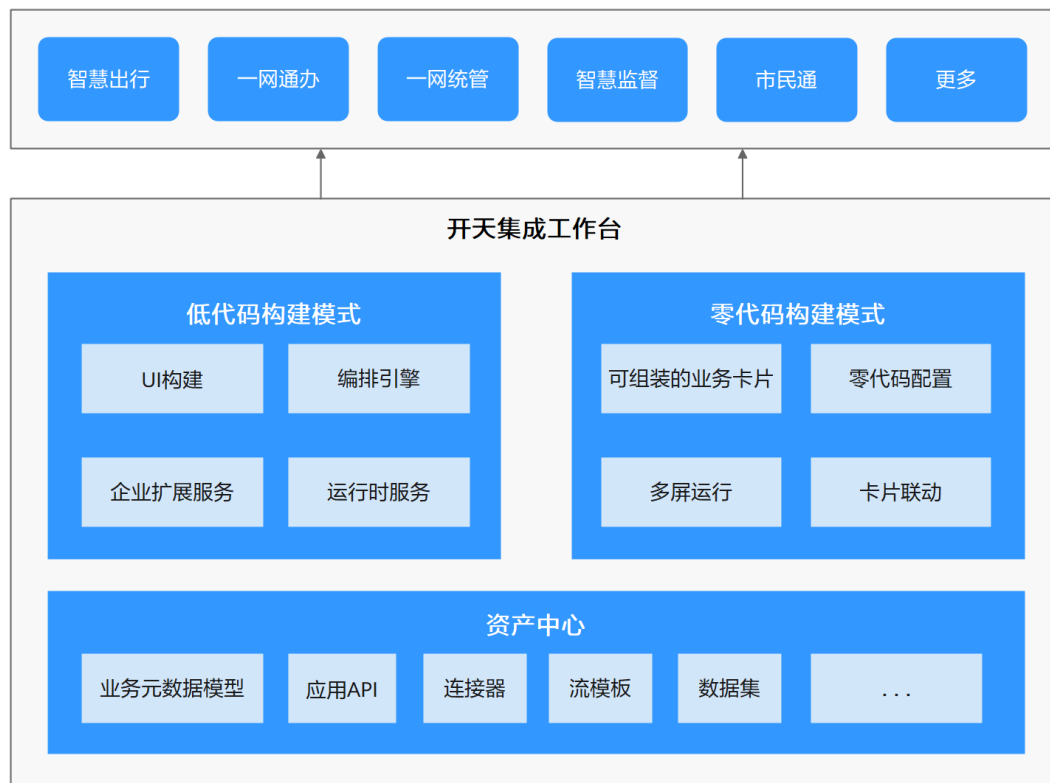 智慧出行
一网通办
一网统管
智慧监督
市民通
更多
开天集成工作台
低代码构建模式
UI构建
编排引擎
企业扩展服务
运行时服务
零代码构建模式
可组装的业务卡片
零代码配置
多屏运行
卡片联动
资产中心
业务元数据模型
应用API
连接器
流模板
数据集
...